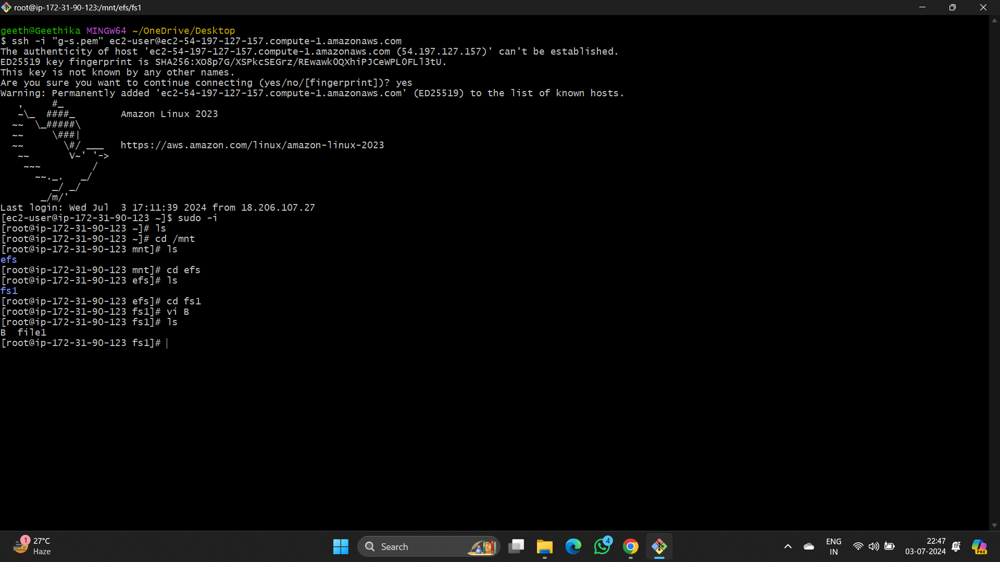 root@ip-172-31-90-123:/mnt/efs/fs1
geeth@Geethika MINGW64 ~/OneDrive/Desktop
$ ssh -i "g-s.pem" ec2-user@ec2-54-197-127-157.compute-1.amazonaws.com
The authenticity of host 'ec2-54-197-127-157.compute-1.amazonaws.com (54.197.127.157)' can't be established.
ED25519 key fingerprint is SHA256:XO8p7G/XSPkcSEGrz/REwawkOQXhiPJCeWPL0FLl3tU.
This key is not known by any other names.
Are you sure you want to continue connecting (yes/no/[fingerprint])? yes
Warning: Permanently added 'ec2-54-197-127-157.compute-1.amazonaws.com' (ED25519) to the list of known hosts.
   ,     #_
   ~\_  ####_        Amazon Linux 2023
  ~~  \_#####\
  ~~     \###|
  ~~       \#/ ___   https://aws.amazon.com/linux/amazon-linux-2023
   ~~       V~' '->
    ~~~         /
      ~~._.   _/
         _/ _/
       _/m/'
Last login: Wed Jul  3 17:11:39 2024 from 18.206.107.27
[ec2-user@ip-172-31-90-123 ~]$ sudo -i
[root@ip-172-31-90-123 ~]# ls
[root@ip-172-31-90-123 ~]# cd /mnt
[root@ip-172-31-90-123 mnt]# ls
efs
[root@ip-172-31-90-123 mnt]# cd efs
[root@ip-172-31-90-123 efs]# ls
fs1
[root@ip-172-31-90-123 efs]# cd fs1
[root@ip-172-31-90-123 fs1]# vi B
[root@ip-172-31-90-123 fs1]# ls
B  file1
[root@ip-172-31-90-123 fs1]#
1
27°C
Haze
Search
4
ENG
IN
22:47
03-07-2024
PRE